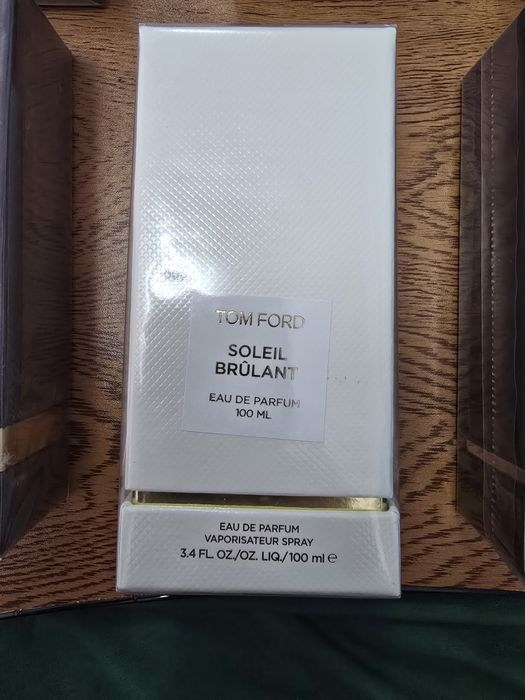 TOM FORD
SOLEIL
BRÛLANT
EAU DE PARFUM
100 ML
EAU DE PARFUM
VAPORISATEUR SPRAY
3.4 FL. OZ./OZ. LIQ./100 ml ℮